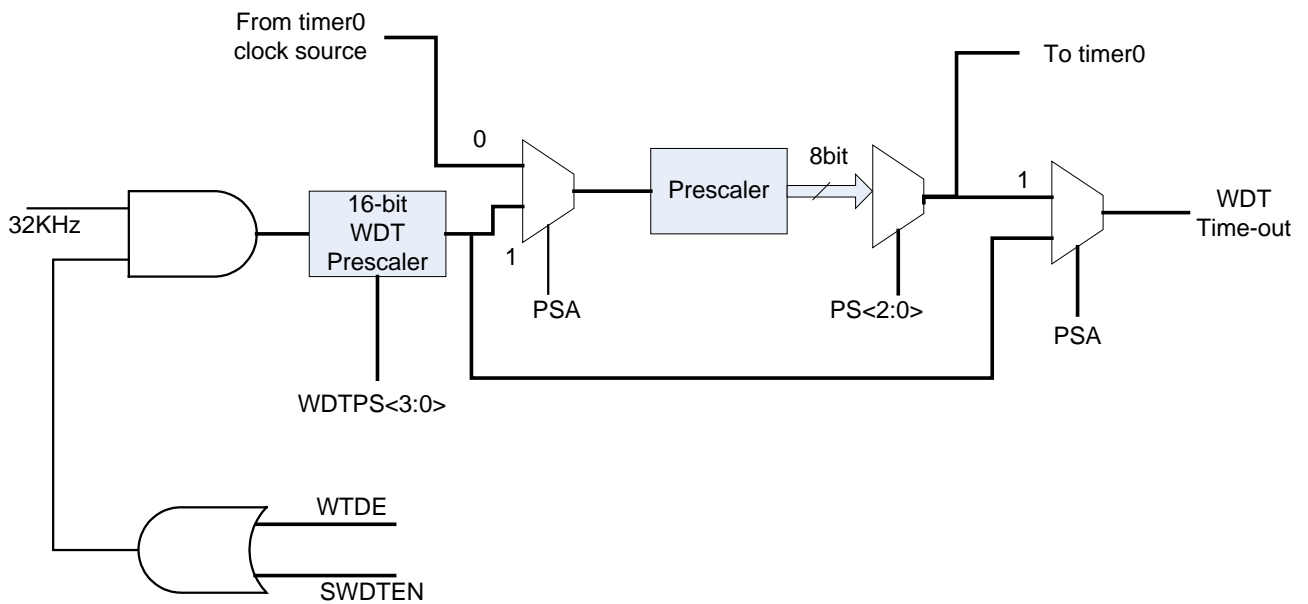 From timer0
clock source
To timer0
0
8bit
Prescaler
1
WDT
Time-out
32KHz
16-bit
WDT
Prescaler
1
PSA
PS<2:0>
PSA
WDTPS<3:0>
WTDE
SWDTEN